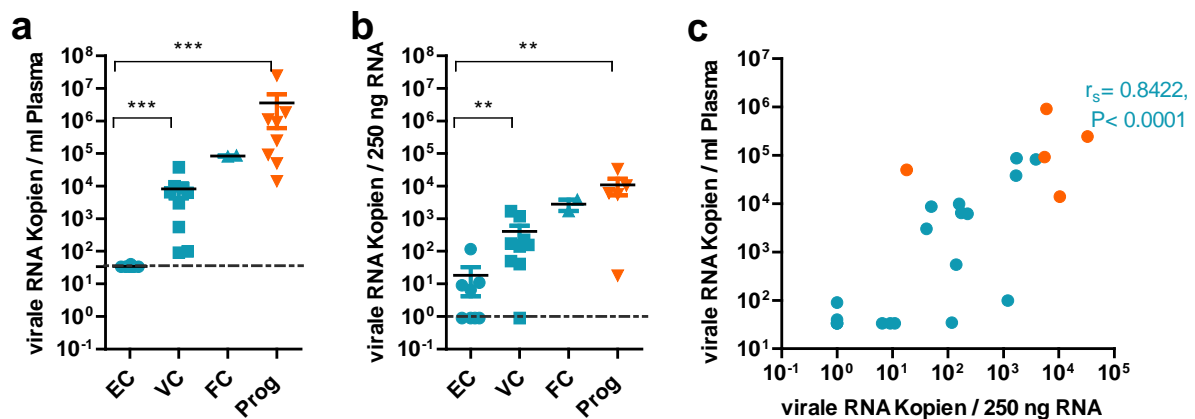 a
virale RNA Kopien / ml Plasma
10⁸
10⁷
10⁶
10⁵
10⁴
10³
10²
10¹
10⁰
10⁻¹
***
***
EC
VC
FC
Prog
b
virale RNA Kopien / 250 ng RNA
10⁸
10⁷
10⁶
10⁵
10⁴
10³
10²
10¹
10⁰
10⁻¹
**
**
EC
VC
FC
Prog
c
virale RNA Kopien / ml Plasma
10⁷
10⁶
10⁵
10⁴
10³
10²
10¹
rₛ= 0.8422,
P< 0.0001
10⁻¹ 10⁰ 10¹ 10² 10³ 10⁴ 10⁵
virale RNA Kopien / 250 ng RNA